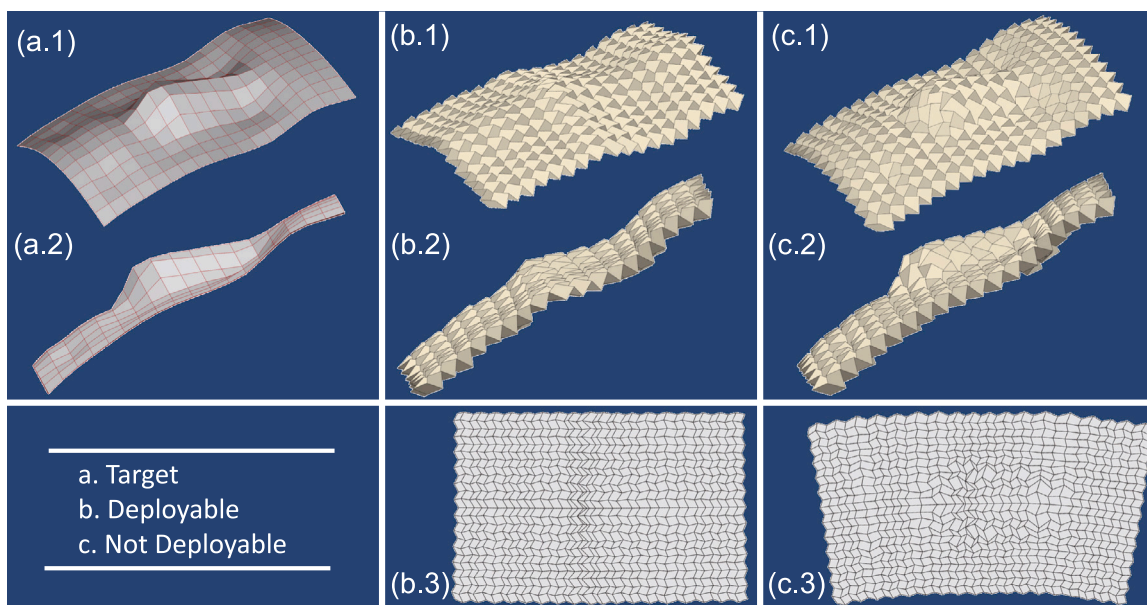 (a.1)
(b.1)
(c.1)
(a.2)
(b.2)
(c.2)
a. Target
b. Deployable
c. Not Deployable
(b.3)
(c.3)